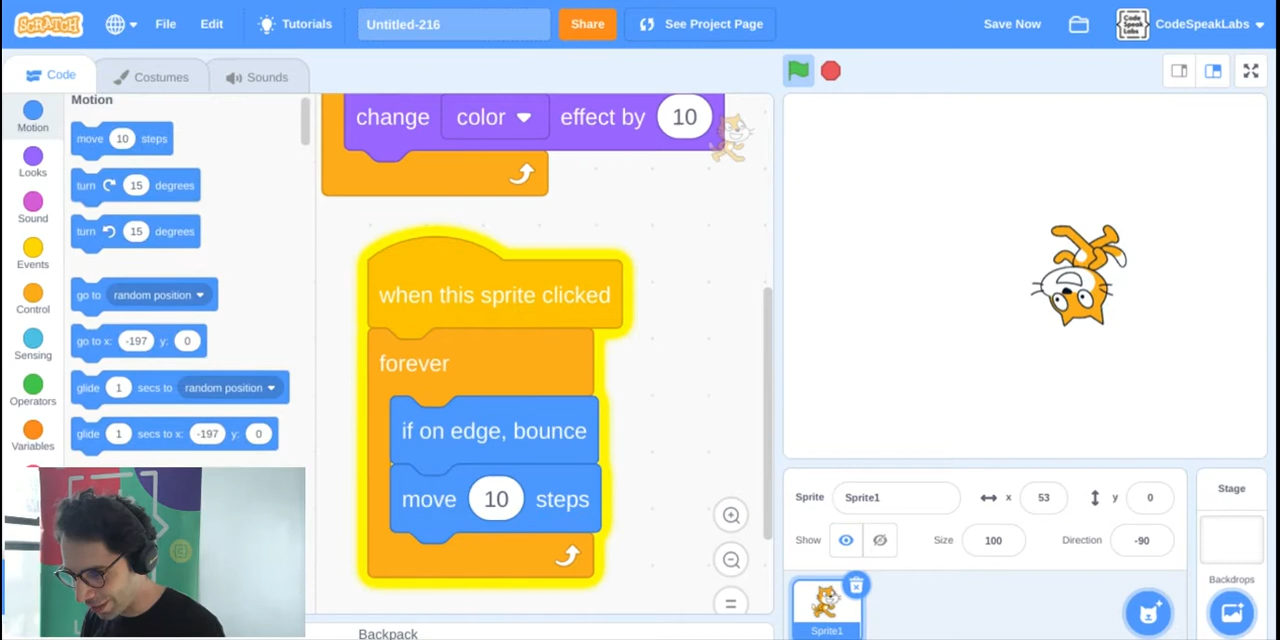 SCRATCH
File
Edit
Tutorials
Untitled-216
Share
See Project Page
Save Now
Code Speak Labs
CodeSpeakLabs
Code
Costumes
Sounds
Motion
Looks
Sound
Events
Control
Sensing
Operators
Variables
Motion
move 10 steps
turn 15 degrees
turn 15 degrees
go to random position
go to x: -197 y: 0
glide 1 secs to random position
glide 1 secs to x: -197 y: 0
change color effect by 10
when this sprite clicked
forever
if on edge, bounce
move 10 steps
Backpack
Sprite Sprite1 x 53 y 0
Show Size 100 Direction -90
Sprite1
Stage
Backdrops